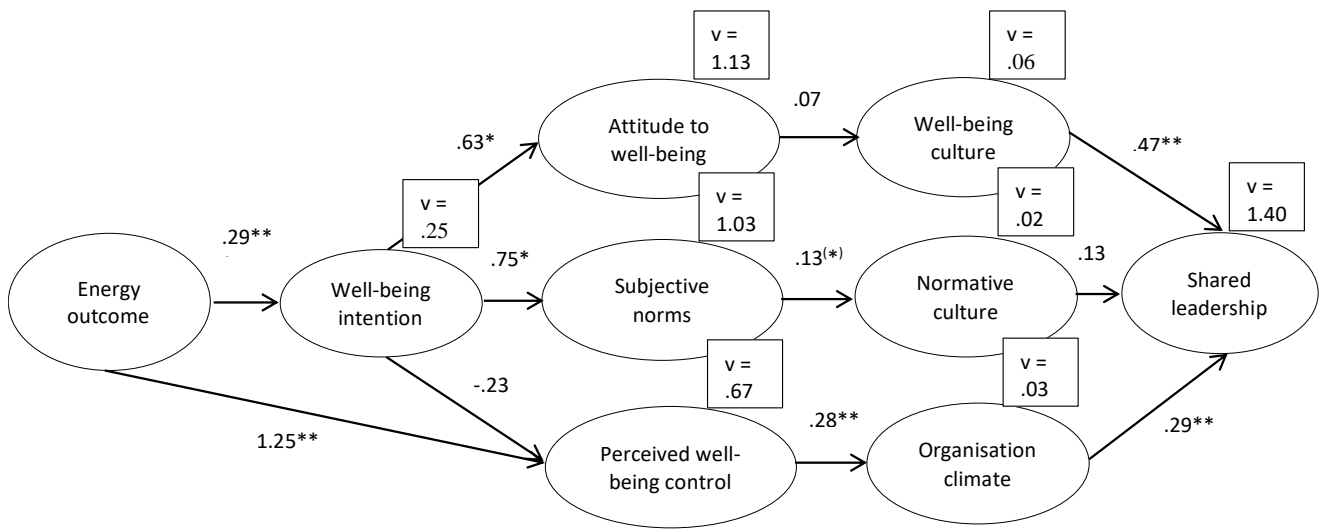 v =
1.13
v =
.06
.07
Attitude to
well-being
Well-being
culture
.63*
.47**
v =
.25
v =
1.03
v =
.02
v =
1.40
.29**
.75*
.13(*)
.13
Energy
outcome
Well-being
intention
Subjective
norms
Normative
culture
Shared
leadership
v =
.67
v =
.03
-.23
1.25**
.28**
.29**
Perceived well-
being control
Organisation
climate